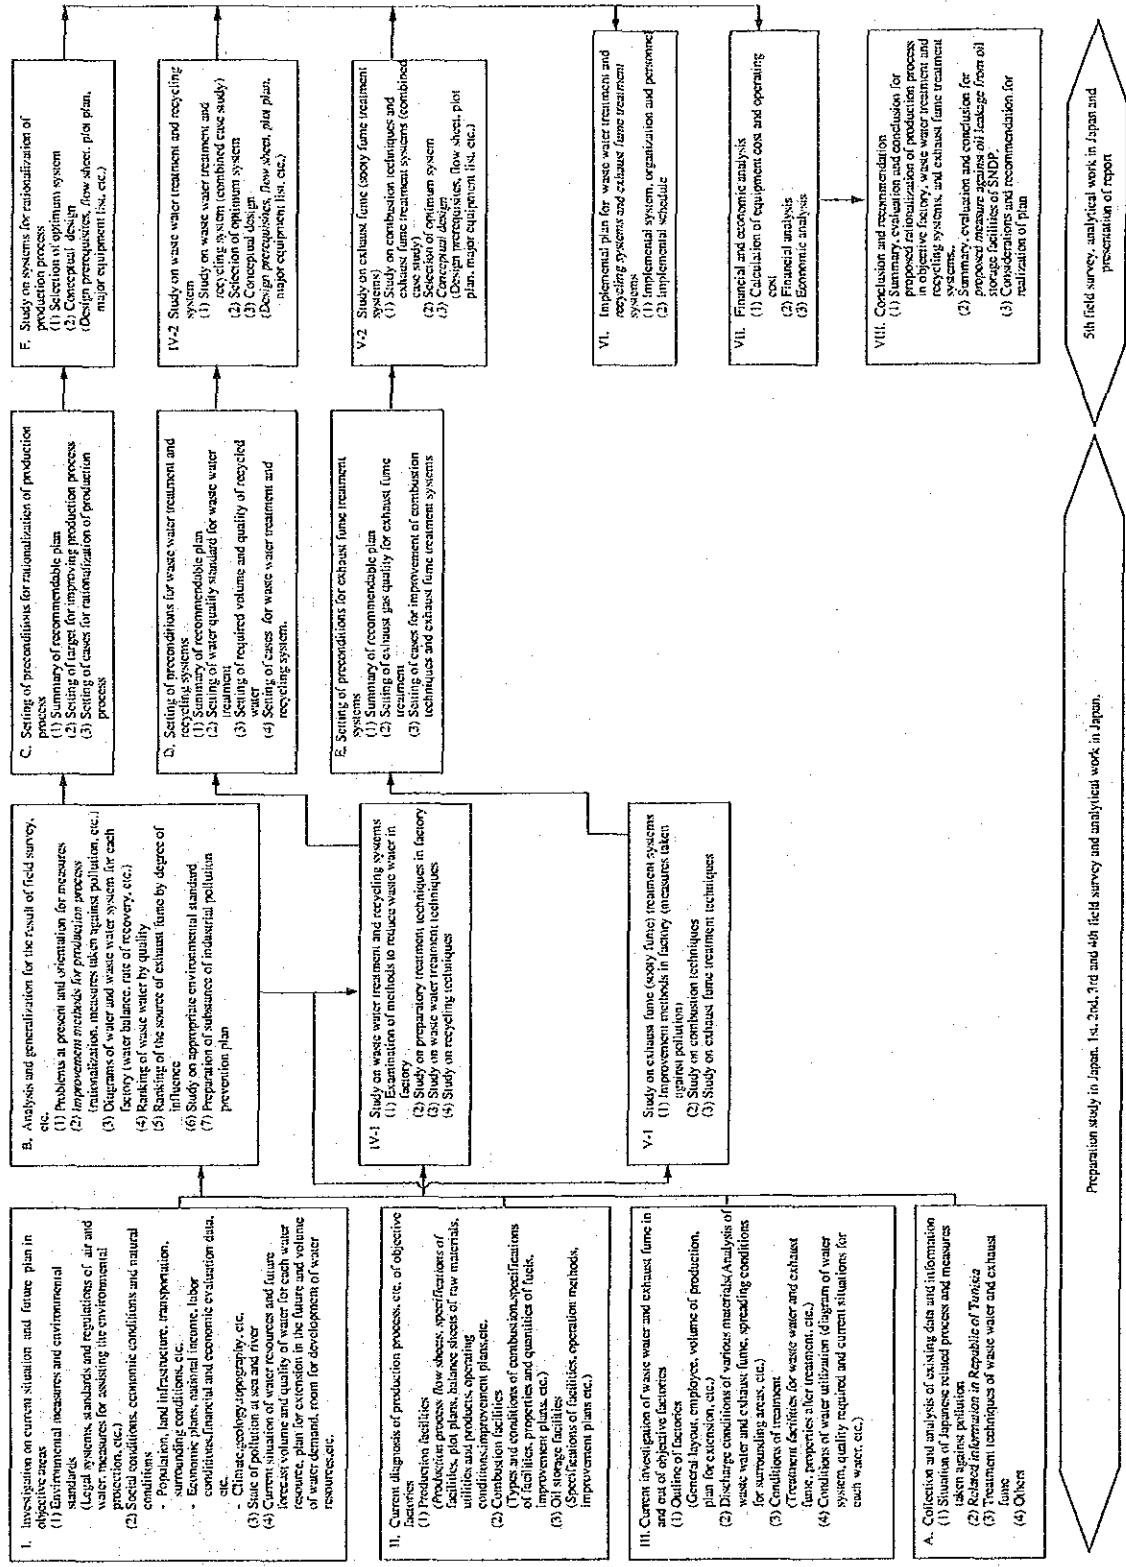 I. Investigation on current situation and future plan in
objective areas
(1) Environmental measures and environmental
standards
(Legal systems, standards and regulations of air and
water, measures for assisting the environmental
protection, etc.)
(2) Social conditions, economic conditions and natural
conditions
- Population, land infrastructure, transportation,
surrounding conditions, etc.
- Economic plans, national income, labor
conditions, financial and economic evaluation data,
etc.
- Climate, geology, topography, etc.
(3) State of pollution at sea and river
(4) Current situation of water resources and future
forecast, volume and quality of water for each water
resource, plan for extension in the future and volume
of water demand, room for development of water
resources, etc.
II. Current diagnosis of production process, etc. of objective
factories
(1) Production facilities
(Production process flow sheets, specifications of
facilities, plot plans, balance sheets of raw materials,
utilities and products, operating
conditions, improvement plans, etc.
(2) Combustion facilities
(Types and conditions of combustion, specifications
of facilities, properties and quantities of fuels,
improvement plans, etc.)
(3) Oil storage facilities
(Specifications of facilities, operation methods,
improvement plans etc.)
III. Current investigation of waste water and exhaust fume in
and out of objective factories
(1) Outline of factories
(General layout, employee, volume of production,
plan for extension, etc.)
(2) Discharge conditions of various materials(Analysis of
waste water and exhaust fume, spreading conditions
for surrounding areas, etc.)
(3) Conditions of treatment
(Treatment facilities for waste water and exhaust
fume, properties after treatment, etc.)
(4) Conditions of water utilization (diagram of water
system, quality required and current situations for
each water, etc.)
A. Collection and analysis of existing data and information
(1) Situation of Japanese related process and measures
taken against pollution
(2) Related information in Republic of Tunisia
(3) Treatment techniques of waste water and exhaust
fume
(4) Others
B. Analysis and generalization for the result of field survey,
etc.
(1) Problems at present and orientation for measures
(2) Improvement methods for production process
(rationalization, measures taken against pollution, etc.)
(3) Diagrams of water and waste water system for each
factory (water balance, rate of recovery, etc.)
(4) Ranking of waste water by quality
(5) Ranking of the source of exhaust fume by degree of
influence
(6) Study on appropriate environmental standard
(7) Preparation of substance of industrial pollution
prevention plan
IV-1 Study on waste water treatment and recycling systems
(1) Examination of methods to reduce waste water in
factory
(2) Study on preparatory treatment techniques in factory
(3) Study on waste water treatment techniques
(4) Study on recycling techniques
V-1 Study on exhaust fume (sooty fume) treatment systems
(1) Improvement methods in factory (measures taken
against pollution)
(2) Study on combustion techniques
(3) Study on exhaust fume treatment techniques
C. Setting of preconditions for rationalization of production
process
(1) Summary of recommendable plan
(2) Setting of target for improving production process
(3) Setting of cases for rationalization of production
process
D. Setting of preconditions for waste water treatment and
recycling systems
(1) Summary of recommendable plan
(2) Setting of water quality standard for waste water
treatment
(3) Setting of required volume and quality of recycled
water
(4) Setting of cases for waste water treatment and
recycling system.
E. Setting of preconditions for exhaust fume treatment
systems
(1) Summary of recommendable plan
(2) Setting of exhaust gas quality for exhaust fume
treatment
(3) Setting of cases for improvement of combustion
techniques and exhaust fume treatment systems
F. Study on systems for rationalization of
production process
(1) Selection of optimum system
(2) Conceptual design
(Design prerequisites, flow sheet, plot plan,
major equipment list, etc.)
IV-2 Study on waste water treatment and recycling
system
(1) Study on waste water treatment and
recycling system (combined case study)
(2) Selection of optimum system
(3) Conceptual design.
(Design prerequisites, flow sheet, plot plan,
major equipment list, etc.)
V-2 Study on exhaust fume (sooty fume treatment
systems)
(1) Study on combustion techniques and
exhaust fume treatment systems (combined
case study)
(2) Selection of optimum system
(3) Conceptual design
(Design prerequisites, flow sheet, plot
plan, major equipment list, etc.)
VI. Implemental plan for waste water treatment and
recycling systems and exhaust fume treatment
systems
(1) Implemental system, organization and personnel
(2) Implemental schedule
VII. Financial and economic analysis
(1) Calculation of equipment cost and operating
cost
(2) Financial analysis
(3) Economic analysis
VIII. Conclusion and recommendation
(1) Summary, evaluation and conclusion for
proposed rationalization of production process
in objective factory, waste water treatment and
recycling systems, and exhaust fume treatment
systems.
(2) Summary, evaluation and conclusion for
proposed measure against oil leakage from oil
storage facilities of SNDP.
(3) Considerations and recommendation for
realization of plan
Preparation study in Japan, 1st, 2nd, 3rd and 4th field survey and analytical work in Japan.
5th field survey, analytical work in Japan and
presentation of report